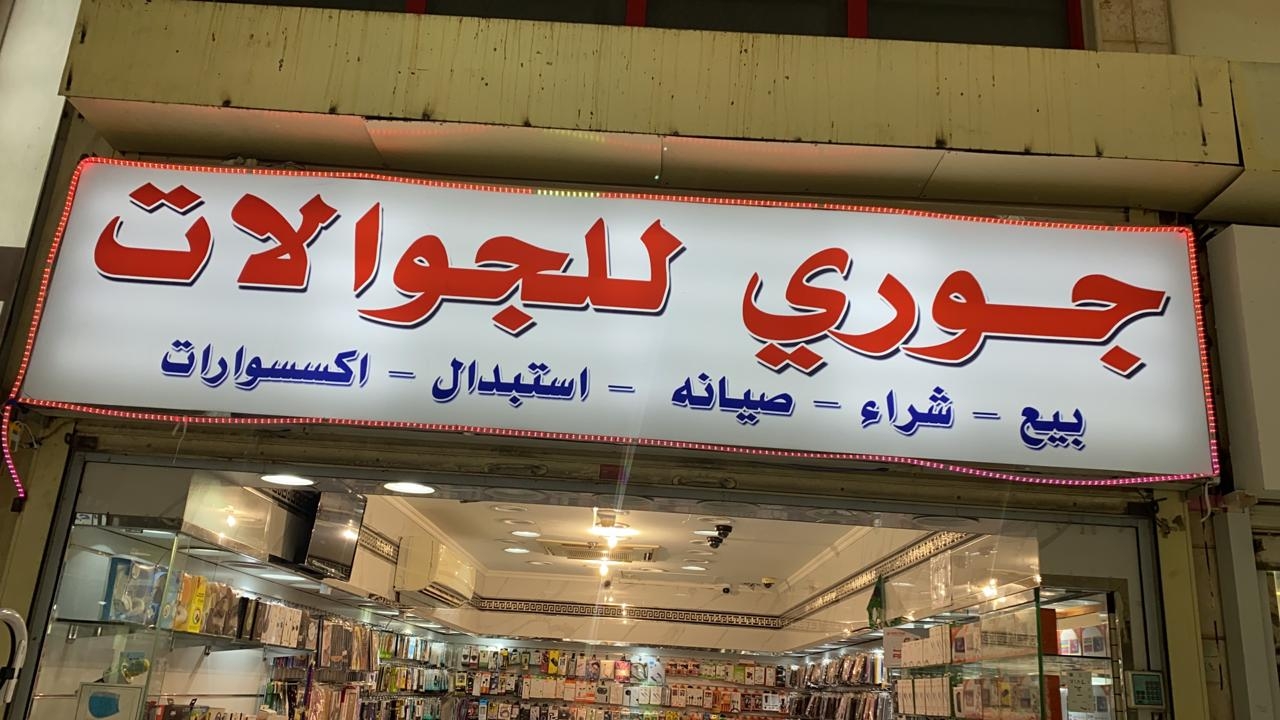 جوري للجوالات
بيع - شراء - صيانه - استبدال - اكسسوارات